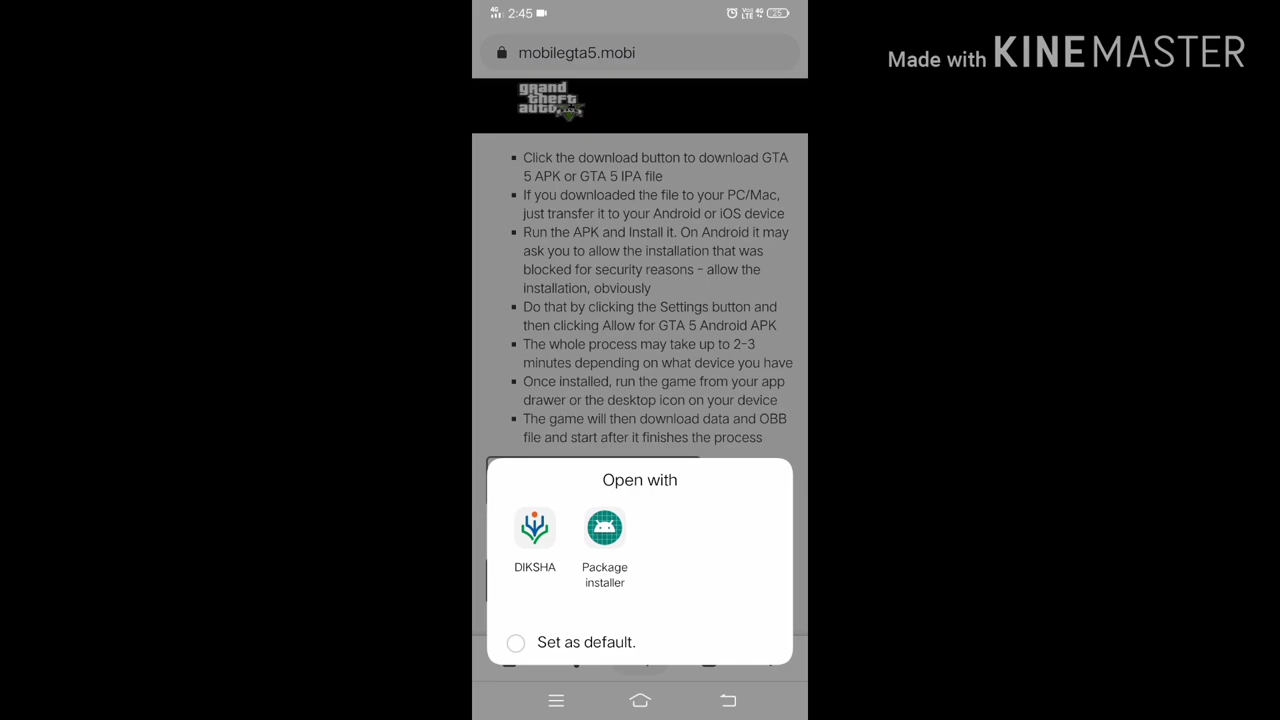 4G 2:45 Voo LTE 4G 25
Made with KINEMASTER
mobilegta5.mobi
grand
theft
auto
Click the download button to download GTA
5 APK or GTA 5 IPA file
If you downloaded the file to your PC/Mac,
just transfer it to your Android or iOS device
Run the APK and Install it. On Android it may
ask you to allow the installation that was
blocked for security reasons - allow the
installation, obviously
Do that by clicking the Settings button and
then clicking Allow for GTA 5 Android APK
The whole process may take up to 2-3
minutes depending on what device you have
Once installed, run the game from your app
drawer or the desktop icon on your device
The game will then download data and OBB
file and start after it finishes the process
Open with
DIKSHA
Package
installer
Set as default.